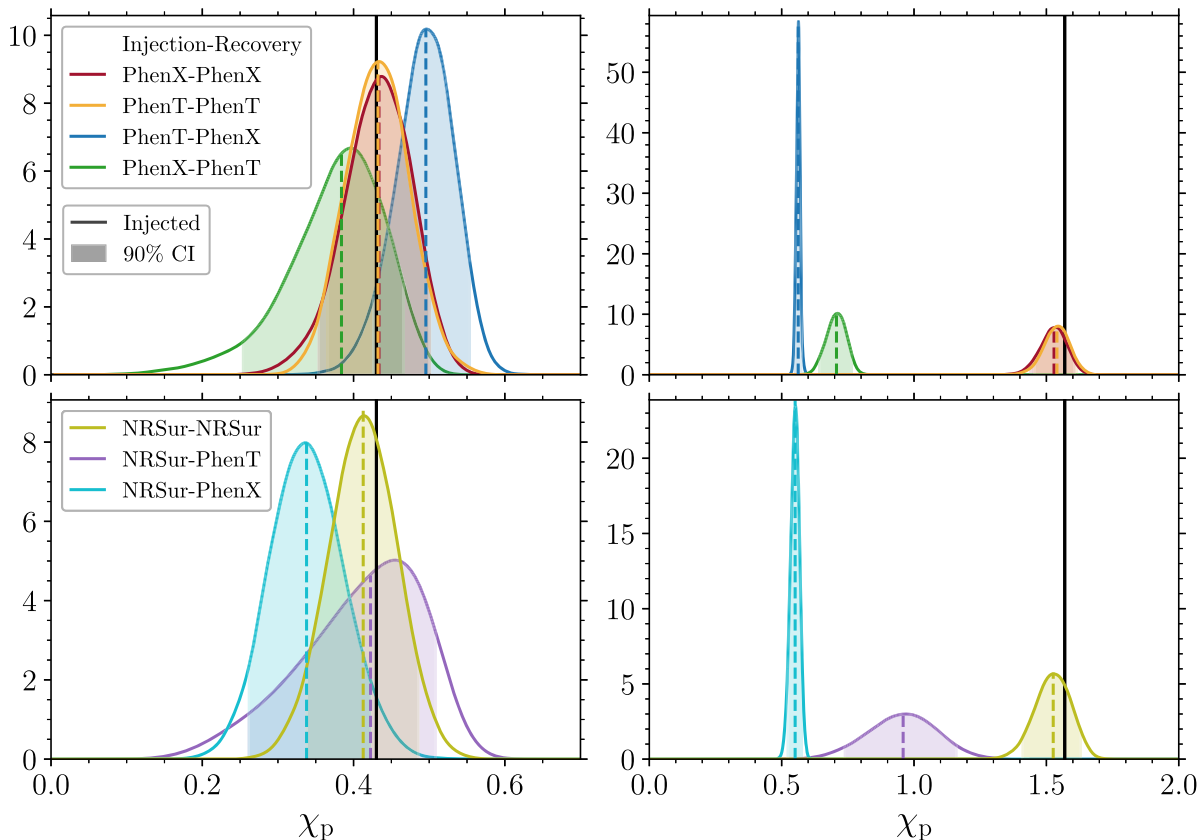 10
8
6
4
2
0
Injection-Recovery
PhenX-PhenX
PhenT-PhenT
PhenT-PhenX
PhenX-PhenT
Injected
90% CI
50
40
30
20
10
0
8
6
4
2
0
NRSur-NRSur
NRSur-PhenT
NRSur-PhenX
0.0 0.2 0.4 0.6
χp
20
15
10
5
0
0.0 0.5 1.0 1.5 2.0
χp